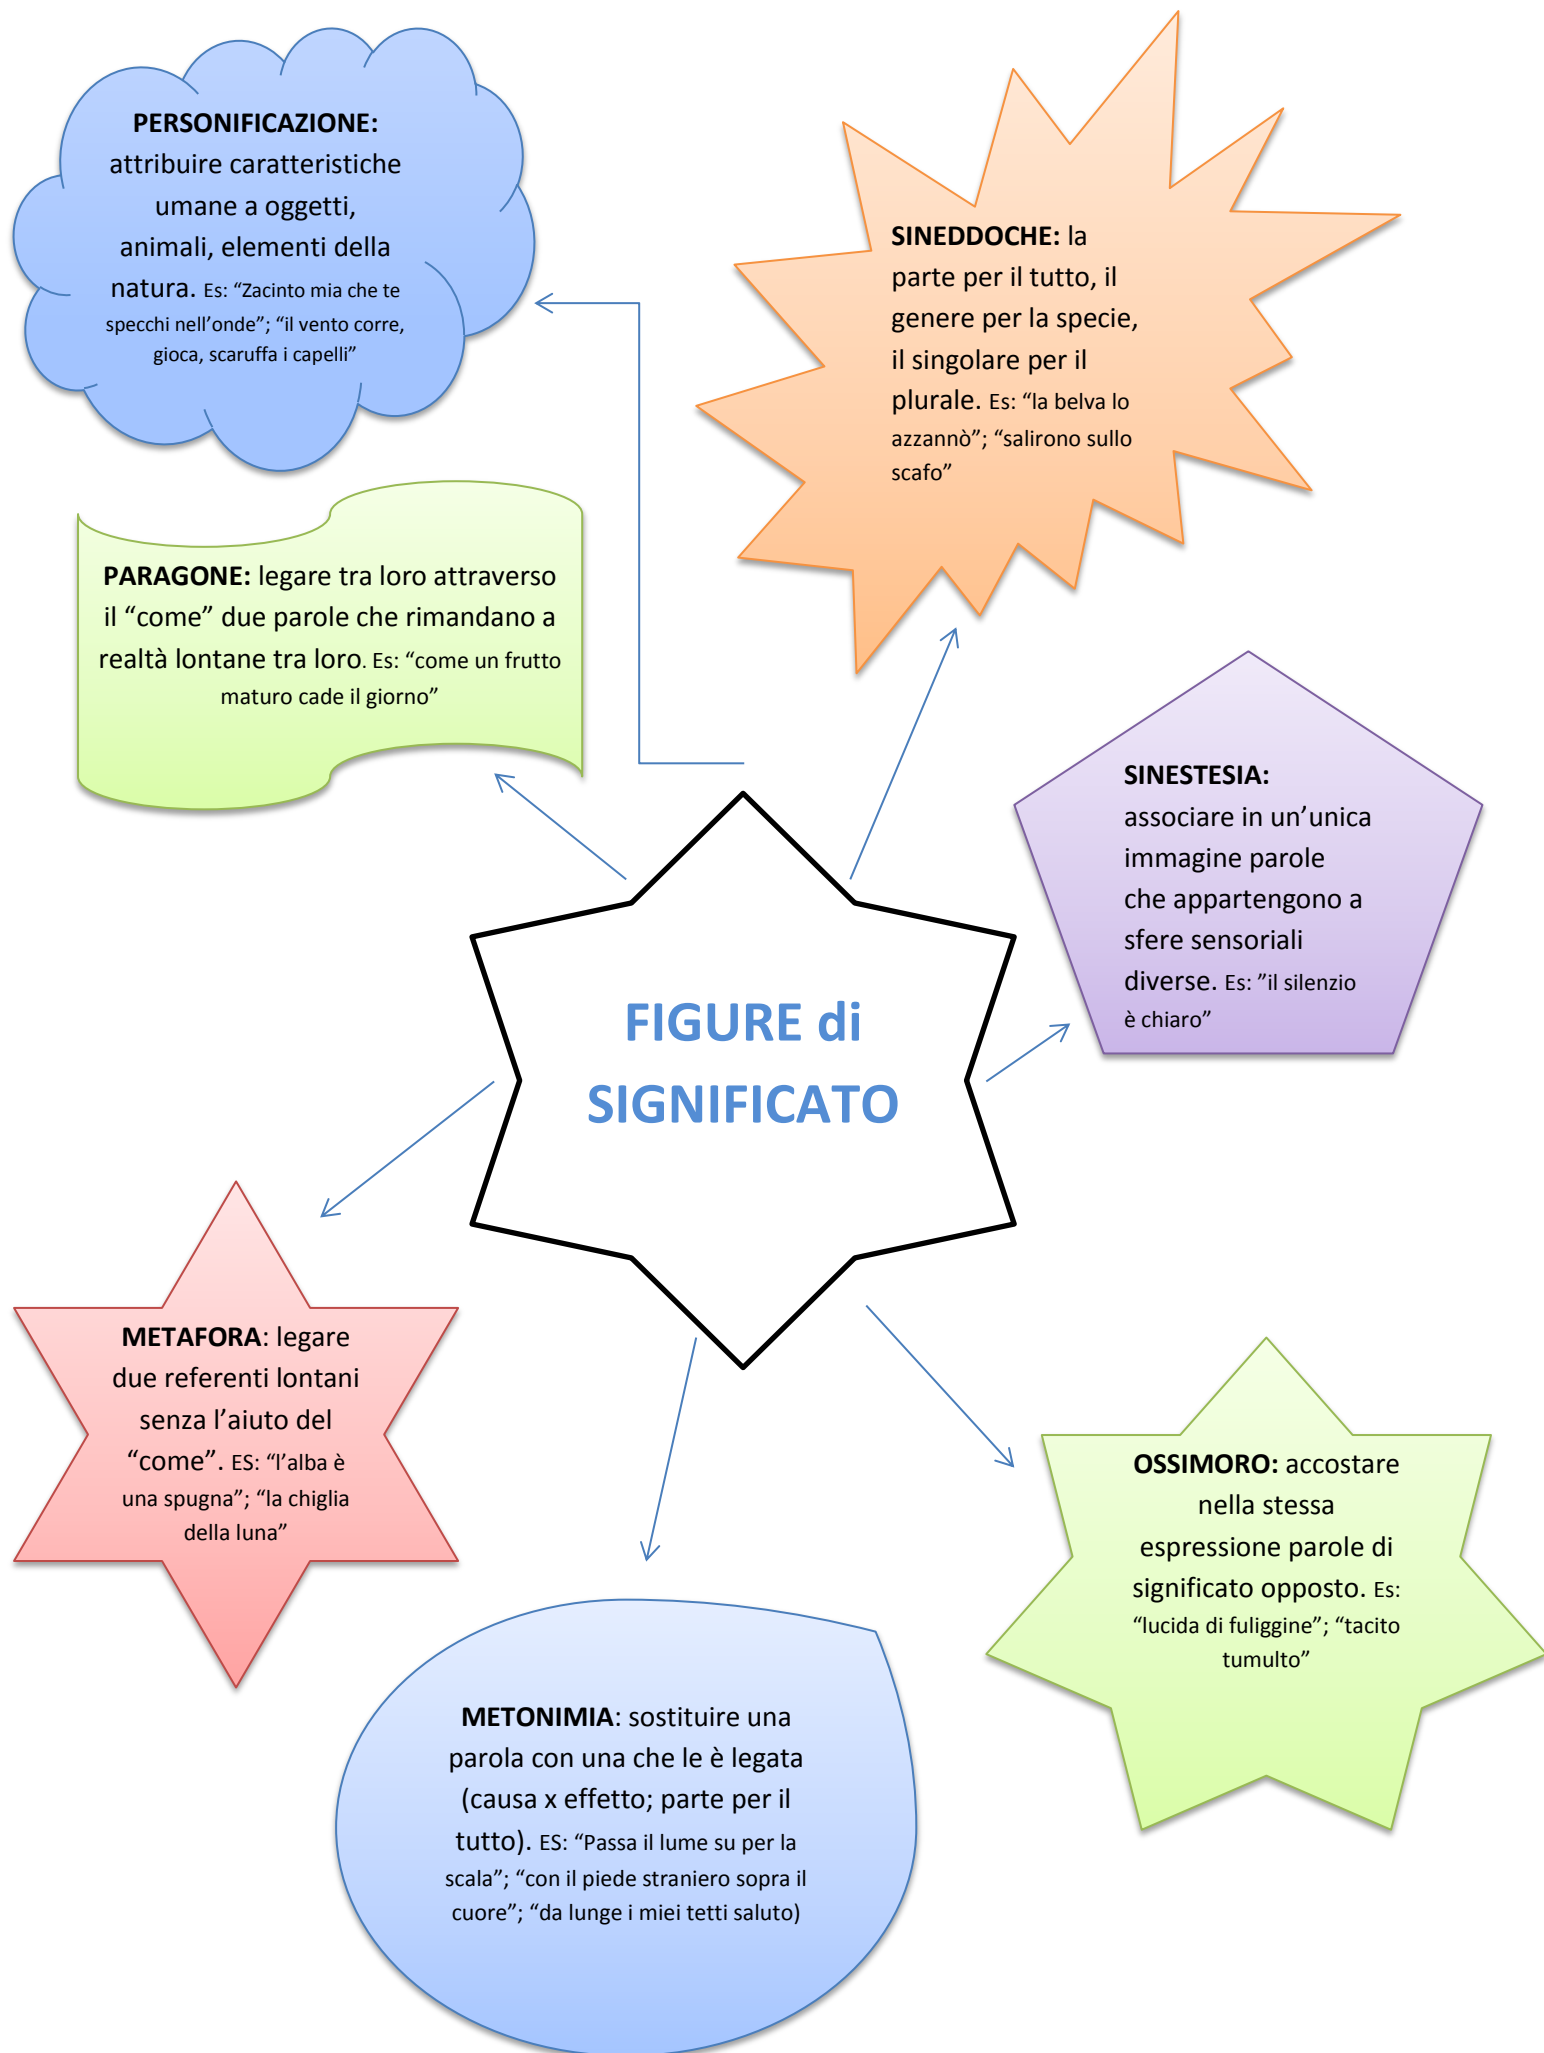 PERSONIFICAZIONE:
attribuire caratteristiche
umane a oggetti,
animali, elementi della
natura. Es: “Zacinto mia che te
specchi nell’onde”; “il vento corre,
gioca, scaruffa i capelli”
SINEDDOCHE: la
parte per il tutto, il
genere per la specie,
il singolare per il
plurale. Es: “la belva lo
azzannò”; “salirono sullo
scafo”
PARAGONE: legare tra loro attraverso
il “come” due parole che rimandano a
realtà lontane tra loro. Es: “come un frutto
maturo cade il giorno”
SINESTESIA:
associare in un’unica
immagine parole
che appartengono a
sfere sensoriali
diverse. Es: ”il silenzio
è chiaro”
FIGURE di
SIGNIFICATO
METAFORA: legare
due referenti lontani
senza l’aiuto del
“come”. ES: “l’alba è
una spugna”; “la chiglia
della luna”
OSSIMORO: accostare
nella stessa
espressione parole di
significato opposto. Es:
“lucida di fuliggine”; “tacito
tumulto”
METONIMIA: sostituire una
parola con una che le è legata
(causa x effetto; parte per il
tutto). ES: “Passa il lume su per la
scala”; “con il piede straniero sopra il
cuore”; “da lunge i miei tetti saluto)